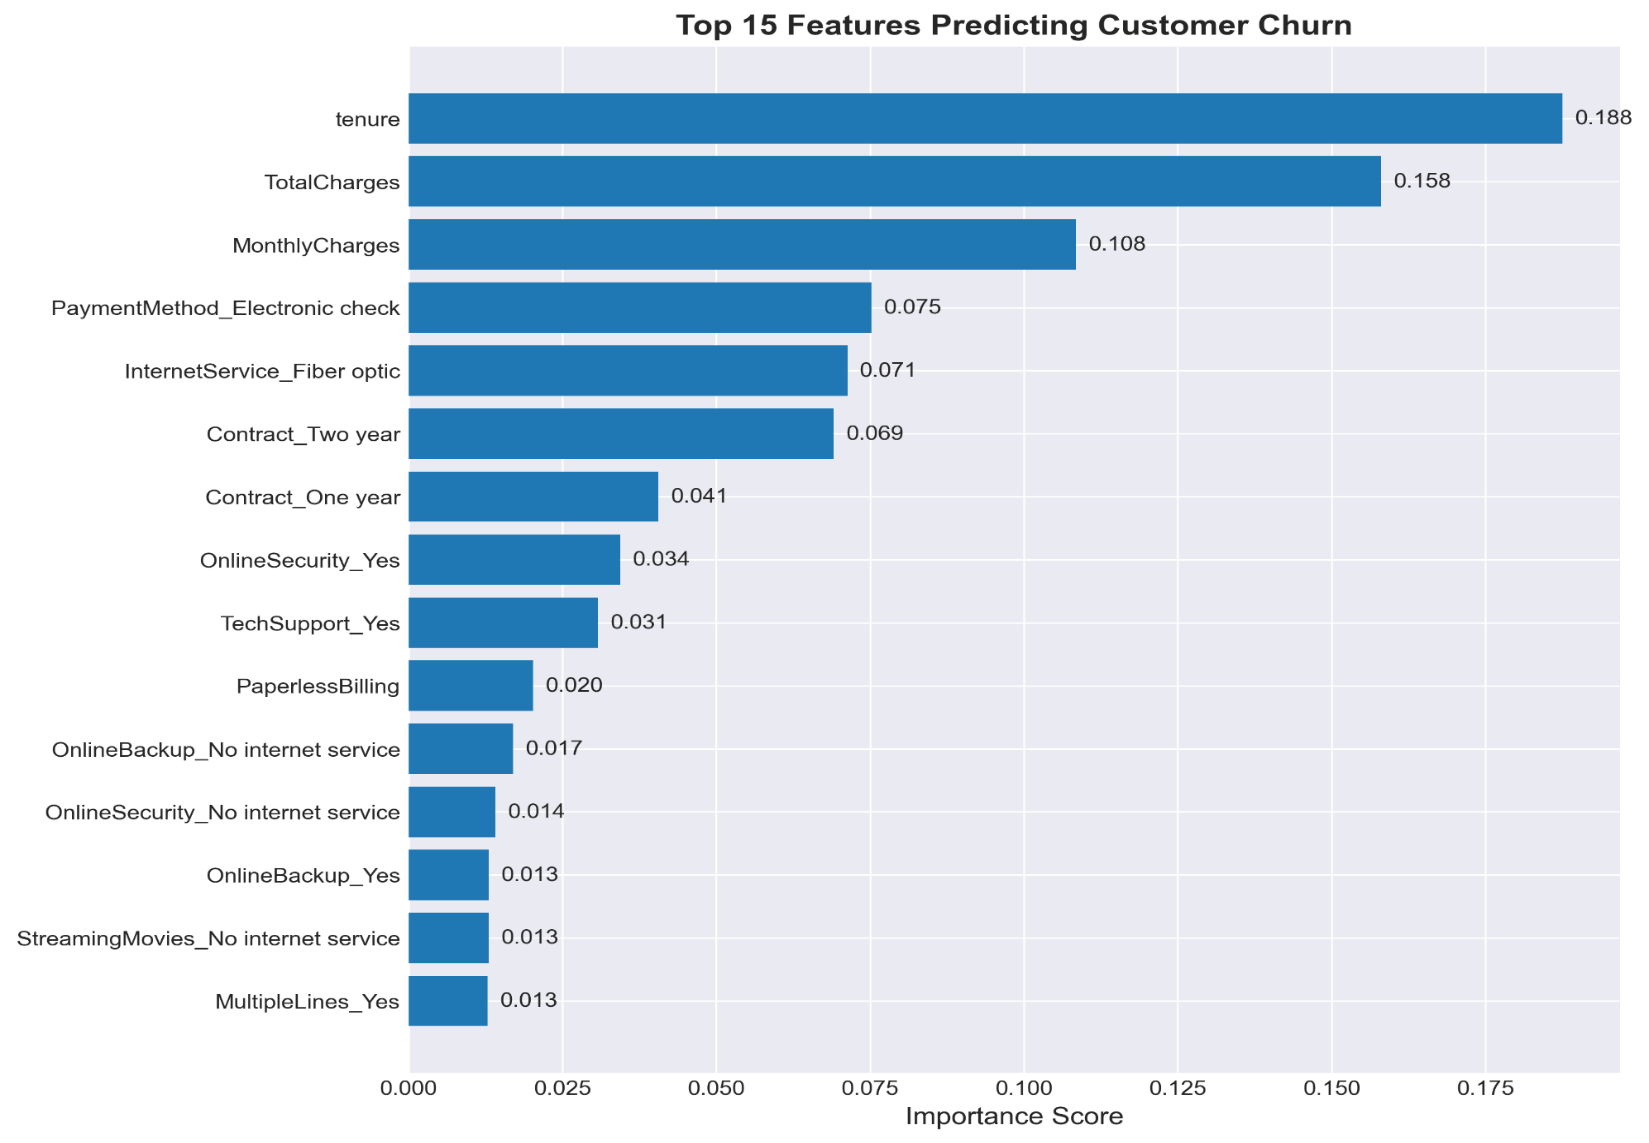 Top 15 Features Predicting Customer Churn
tenure 0.188
TotalCharges 0.158
MonthlyCharges 0.108
PaymentMethod_Electronic check 0.075
InternetService_Fiber optic 0.071
Contract_Two year 0.069
Contract_One year 0.041
OnlineSecurity_Yes 0.034
TechSupport_Yes 0.031
PaperlessBilling 0.020
OnlineBackup_No internet service 0.017
OnlineSecurity_No internet service 0.014
OnlineBackup_Yes 0.013
StreamingMovies_No internet service 0.013
MultipleLines_Yes 0.013
0.000 0.025 0.050 0.075 0.100 0.125 0.150 0.175
Importance Score